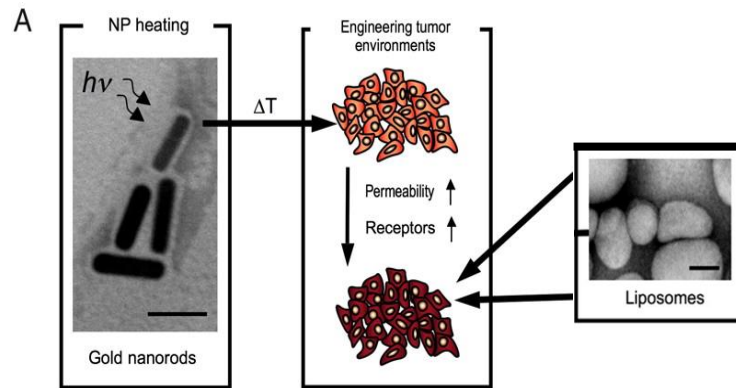 A
NP heating
hν
Gold nanorods
ΔT
Engineering tumor
environments
Permeability ↑
Receptors ↑
Liposomes